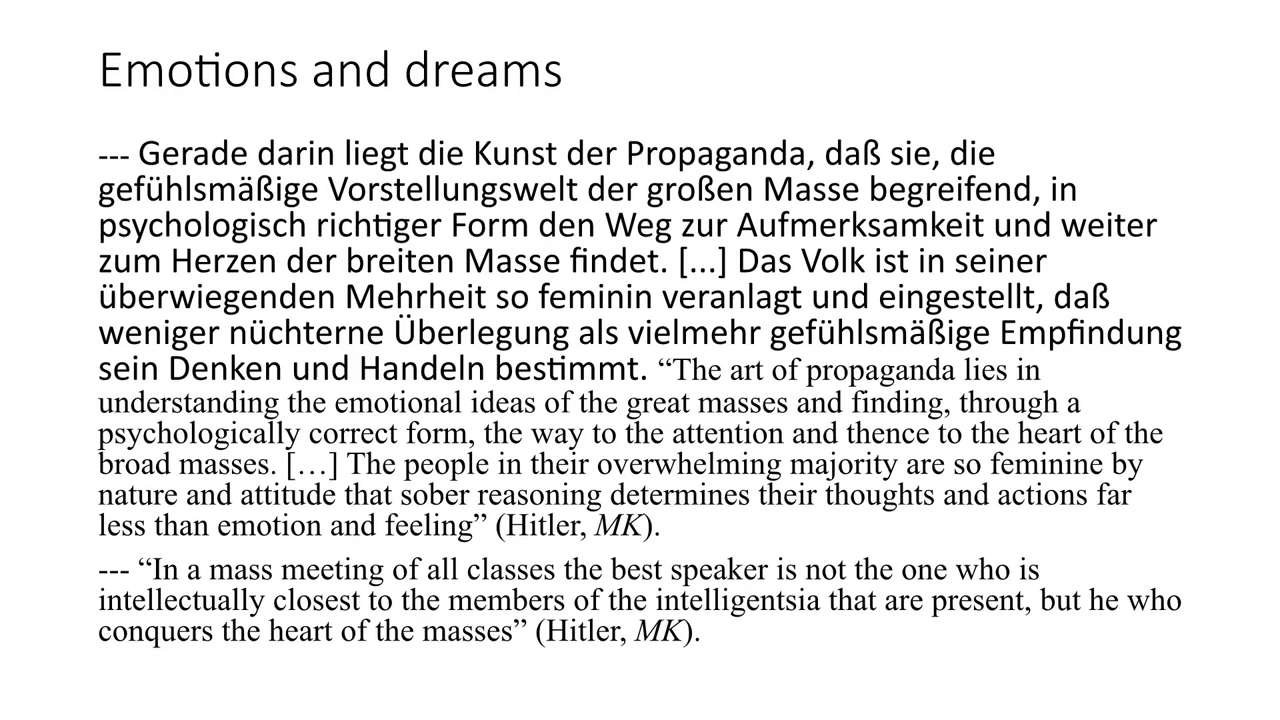 Emotions and dreams
--- Gerade darin liegt die Kunst der Propaganda, daß sie, die
gefühlsmäßige Vorstellungswelt der großen Masse begreifend, in
psychologisch richtiger Form den Weg zur Aufmerksamkeit und weiter
zum Herzen der breiten Masse findet. [...] Das Volk ist in seiner
überwiegenden Mehrheit so feminin veranlagt und eingestellt, daß
weniger nüchterne Überlegung als vielmehr gefühlsmäßige Empfindung
sein Denken und Handeln bestimmt. “The art of propaganda lies in
understanding the emotional ideas of the great masses and finding, through a
psychologically correct form, the way to the attention and thence to the heart of the
broad masses. […] The people in their overwhelming majority are so feminine by
nature and attitude that sober reasoning determines their thoughts and actions far
less than emotion and feeling” (Hitler, MK).
--- “In a mass meeting of all classes the best speaker is not the one who is
intellectually closest to the members of the intelligentsia that are present, but he who
conquers the heart of the masses” (Hitler, MK).